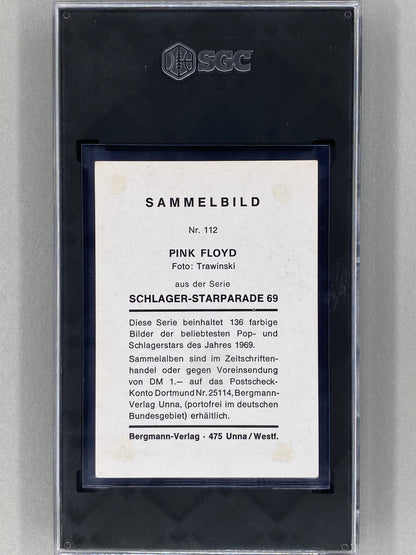 SGC
SAMMELBILD
Nr. 112
PINK FLOYD
Foto: Trawinski
aus der Serie
SCHLAGER-STARPARADE 69
Diese Serie beinhaltet 136 farbige
Bilder der beliebtesten Pop- und
Schlagerstars des Jahres 1969.
Sammelalben sind im Zeitschriften-
handel oder gegen Voreinsendung
von DM 1.— auf das Postscheck-
Konto Dortmund Nr. 25114, Bergmann-
Verlag Unna, (portofrei im deutschen
Bundesgebiet) erhältlich.
Bergmann-Verlag · 475 Unna/Westf.